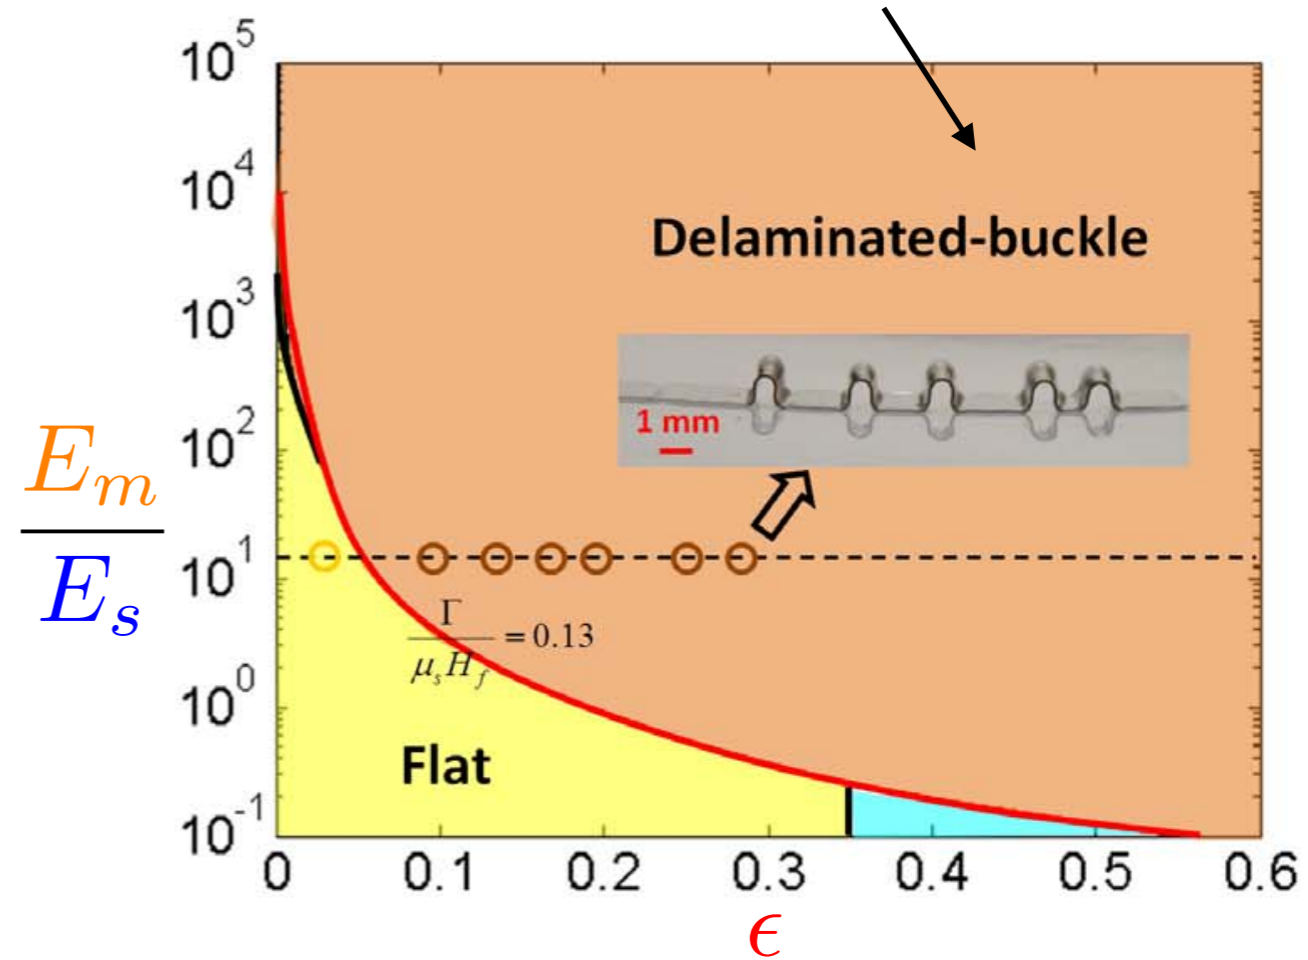 10^5
10^4
Delaminated-buckle
10^3
1 mm
10^2
E_m
E_s
10^1
Γ
μ_s H_f
= 0.13
10^0
Flat
10^-1
0 0.1 0.2 0.3 0.4 0.5 0.6
ϵ